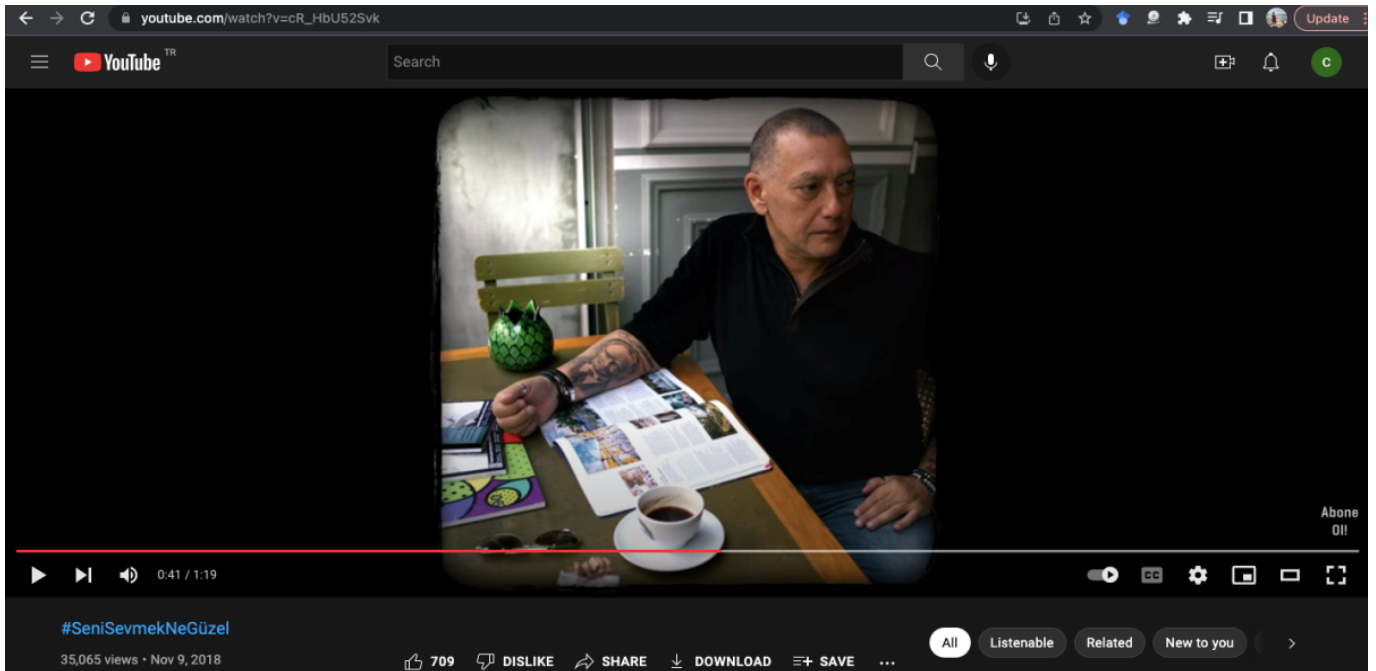 youtube.com/watch?v=cR_HbU52Svk
Update
YouTube TR
Search
C
Abone
Ol!
0:41 / 1:19
CC
#SeniSevmekNeGüzel
35,065 views • Nov 9, 2018
709 DISLIKE SHARE DOWNLOAD SAVE ...
All Listenable Related New to you